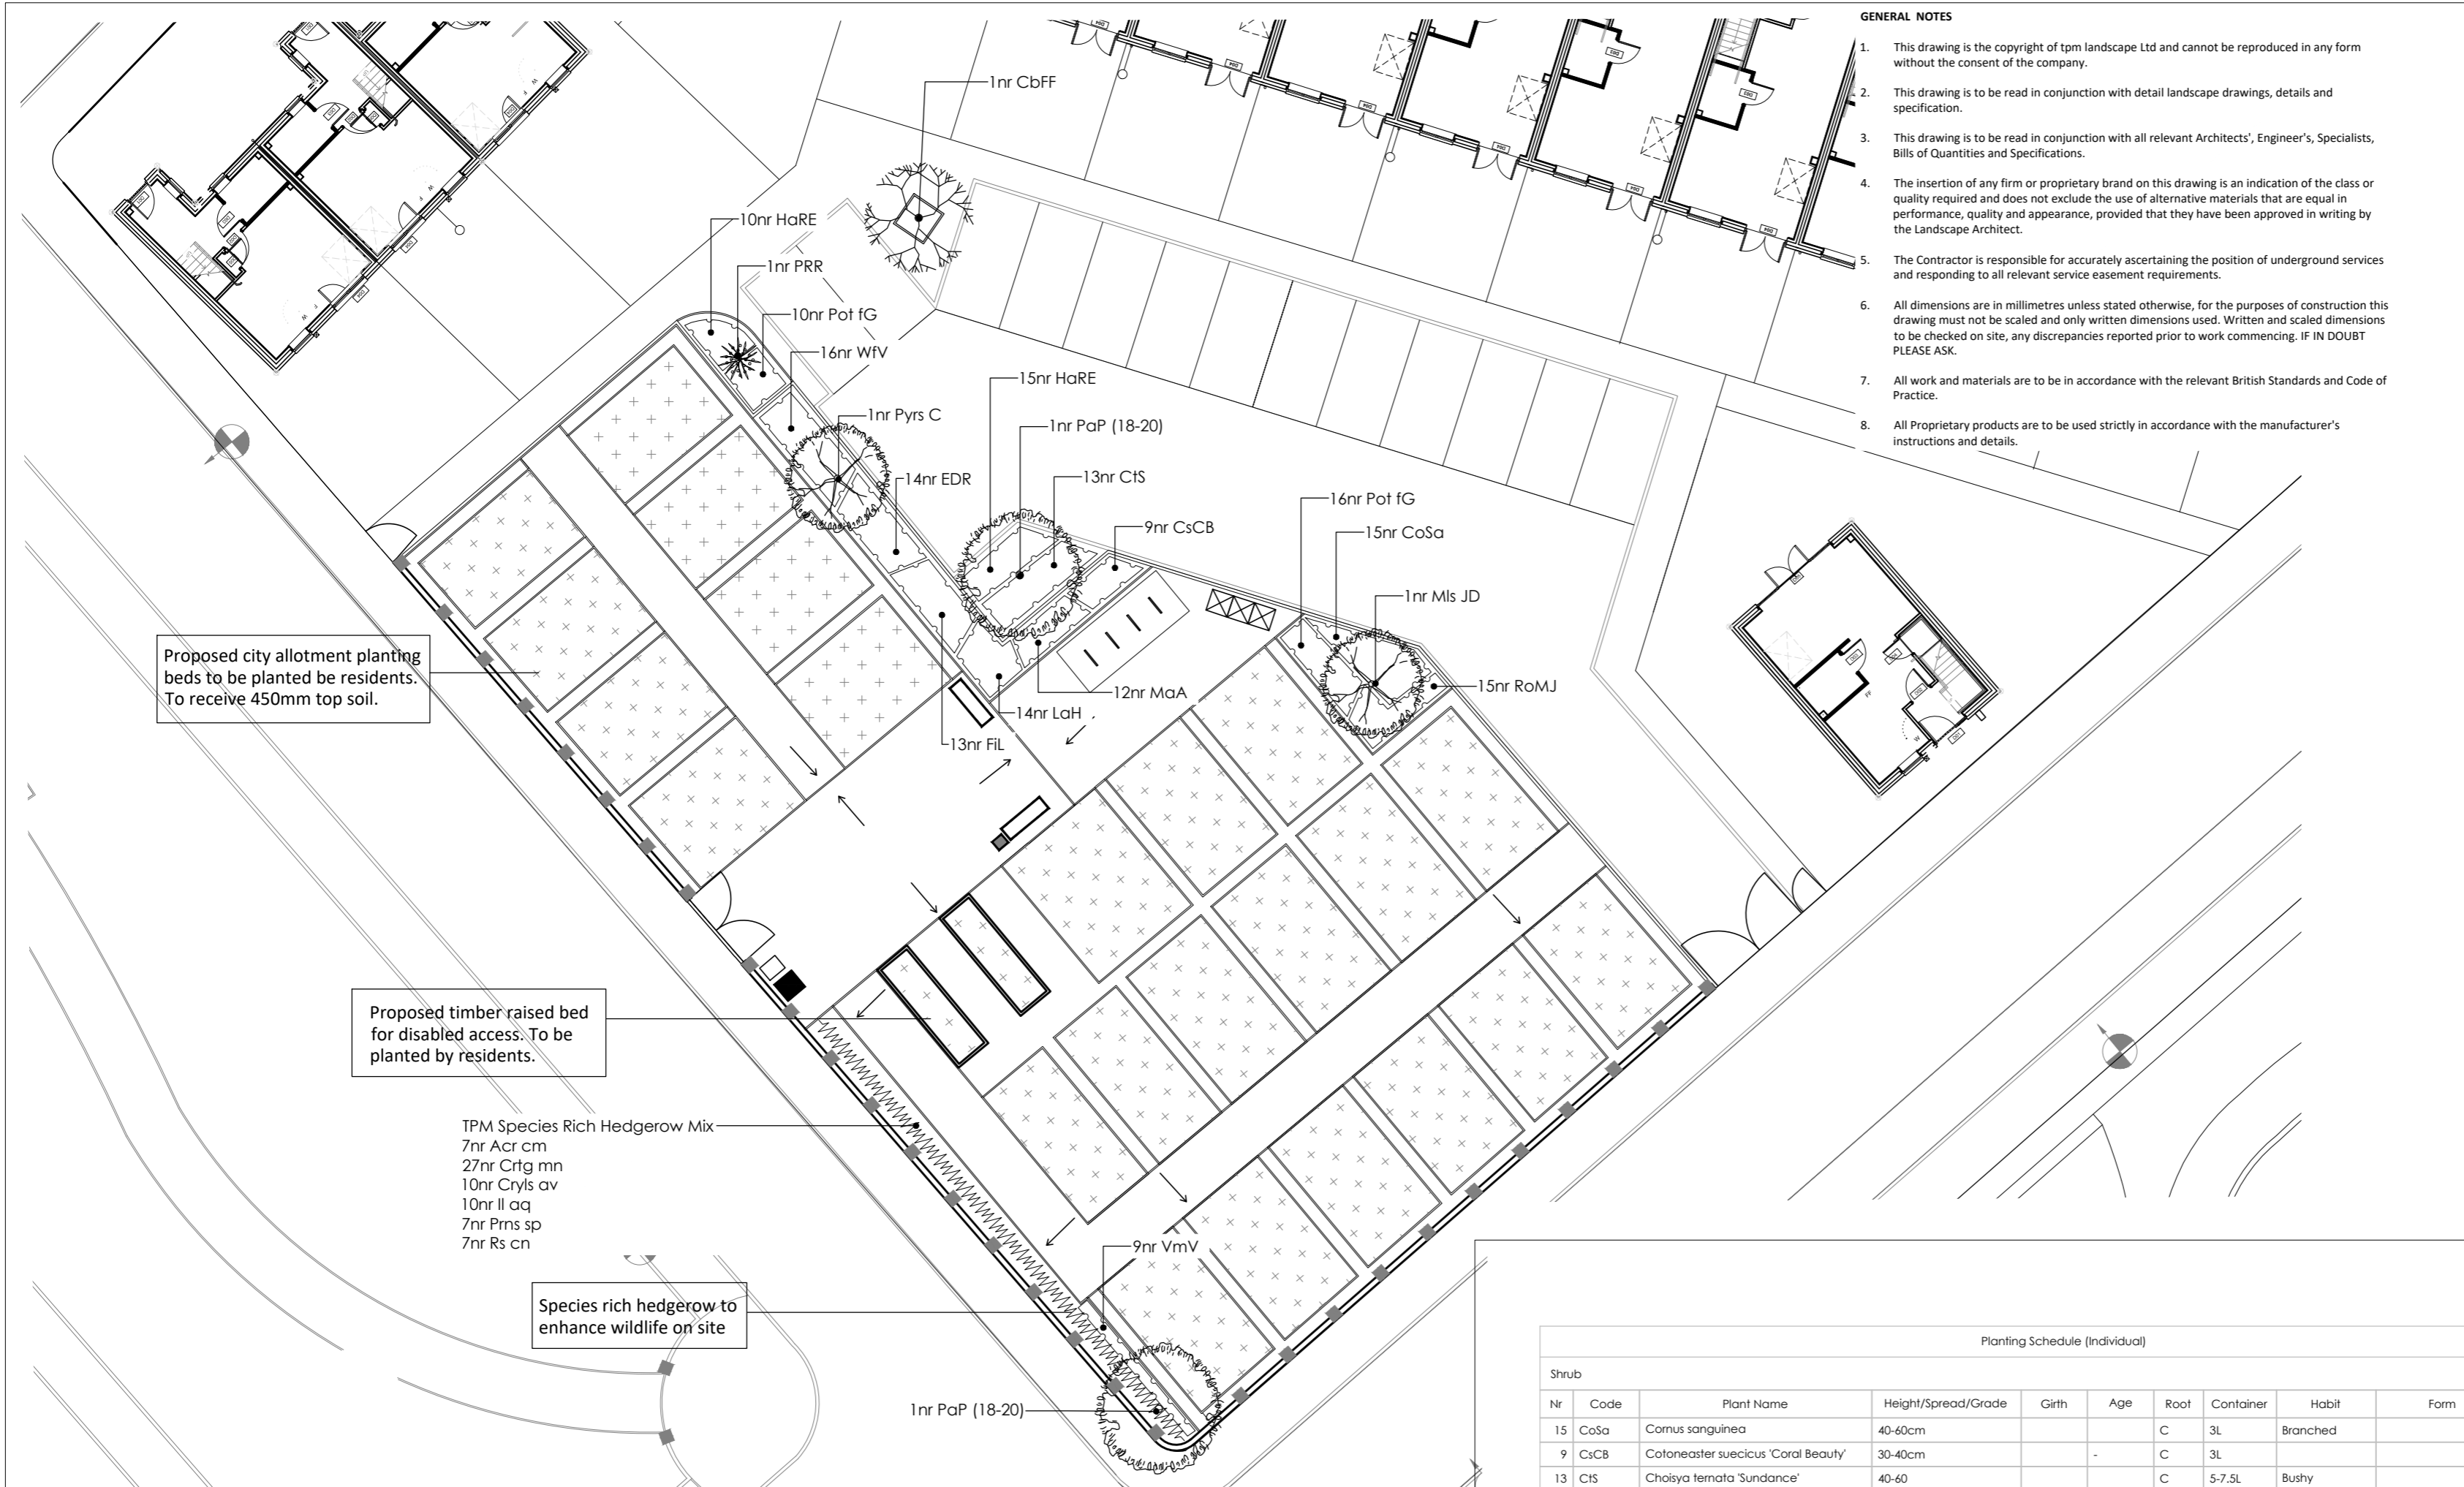 GENERAL NOTES
1. This drawing is the copyright of tpm landscape Ltd and cannot be reproduced in any form
without the consent of the company.
2. This drawing is to be read in conjunction with detail landscape drawings, details and
specification.
3. This drawing is to be read in conjunction with all relevant Architects', Engineer's, Specialists,
Bills of Quantities and Specifications.
4. The insertion of any firm or proprietary brand on this drawing is an indication of the class or
quality required and does not exclude the use of alternative materials that are equal in
performance, quality and appearance, provided that they have been approved in writing by
the Landscape Architect.
5. The Contractor is responsible for accurately ascertaining the position of underground services
and responding to all relevant service easement requirements.
6. All dimensions are in millimetres unless stated otherwise, for the purposes of construction this
drawing must not be scaled and only written dimensions used. Written and scaled dimensions
to be checked on site, any discrepancies reported prior to work commencing. IF IN DOUBT
PLEASE ASK.
7. All work and materials are to be in accordance with the relevant British Standards and Code of
Practice.
8. All Proprietary products are to be used strictly in accordance with the manufacturer's
instructions and details.
1nr CbFF
10nr HaRE
1nr PRR
10nr Pot fG
16nr WfV
15nr HaRE
1nr Pyrs C
1nr PaP (18-20)
14nr EDR
13nr CtS
16nr Pot fG
9nr CsCB
15nr CoSa
1nr Mls JD
15nr RoMJ
12nr MaA
14nr LaH
13nr FiL
Proposed city allotment planting
beds to be planted be residents.
To receive 450mm top soil.
Proposed timber raised bed
for disabled access. To be
planted by residents.
TPM Species Rich Hedgerow Mix
7nr Acr cm
27nr Crtg mn
10nr Cryls av
10nr Il aq
7nr Prns sp
7nr Rs cn
9nr VmV
Species rich hedgerow to
enhance wildlife on site
1nr PaP (18-20)
Planting Schedule (Individual)
Shrub
Nr Code Plant Name Height/Spread/Grade Girth Age Root Container Habit Form
15 CoSa Cornus sanguinea 40-60cm C 3L Branched
9 CsCB Cotoneaster suecicus 'Coral Beauty' 30-40cm - C 3L
13 CtS Choisya ternata 'Sundance' 40-60 C 5-7.5L Bushy